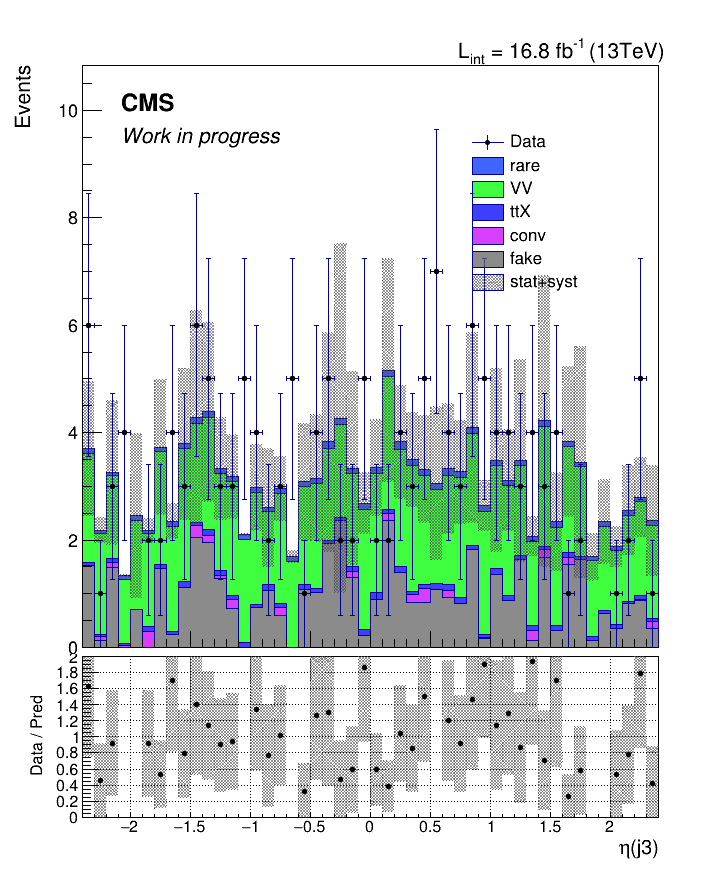 L_int = 16.8 fb^-1 (13TeV)
Events
CMS
Work in progress
Data
rare
VV
ttX
conv
fake
stat+syst
10
8
6
4
2
0
Data / Pred
2
1.8
1.6
1.4
1.2
1
0.8
0.6
0.4
0.2
0
−2 −1.5 −1 −0.5 0 0.5 1 1.5 2
η(j3)